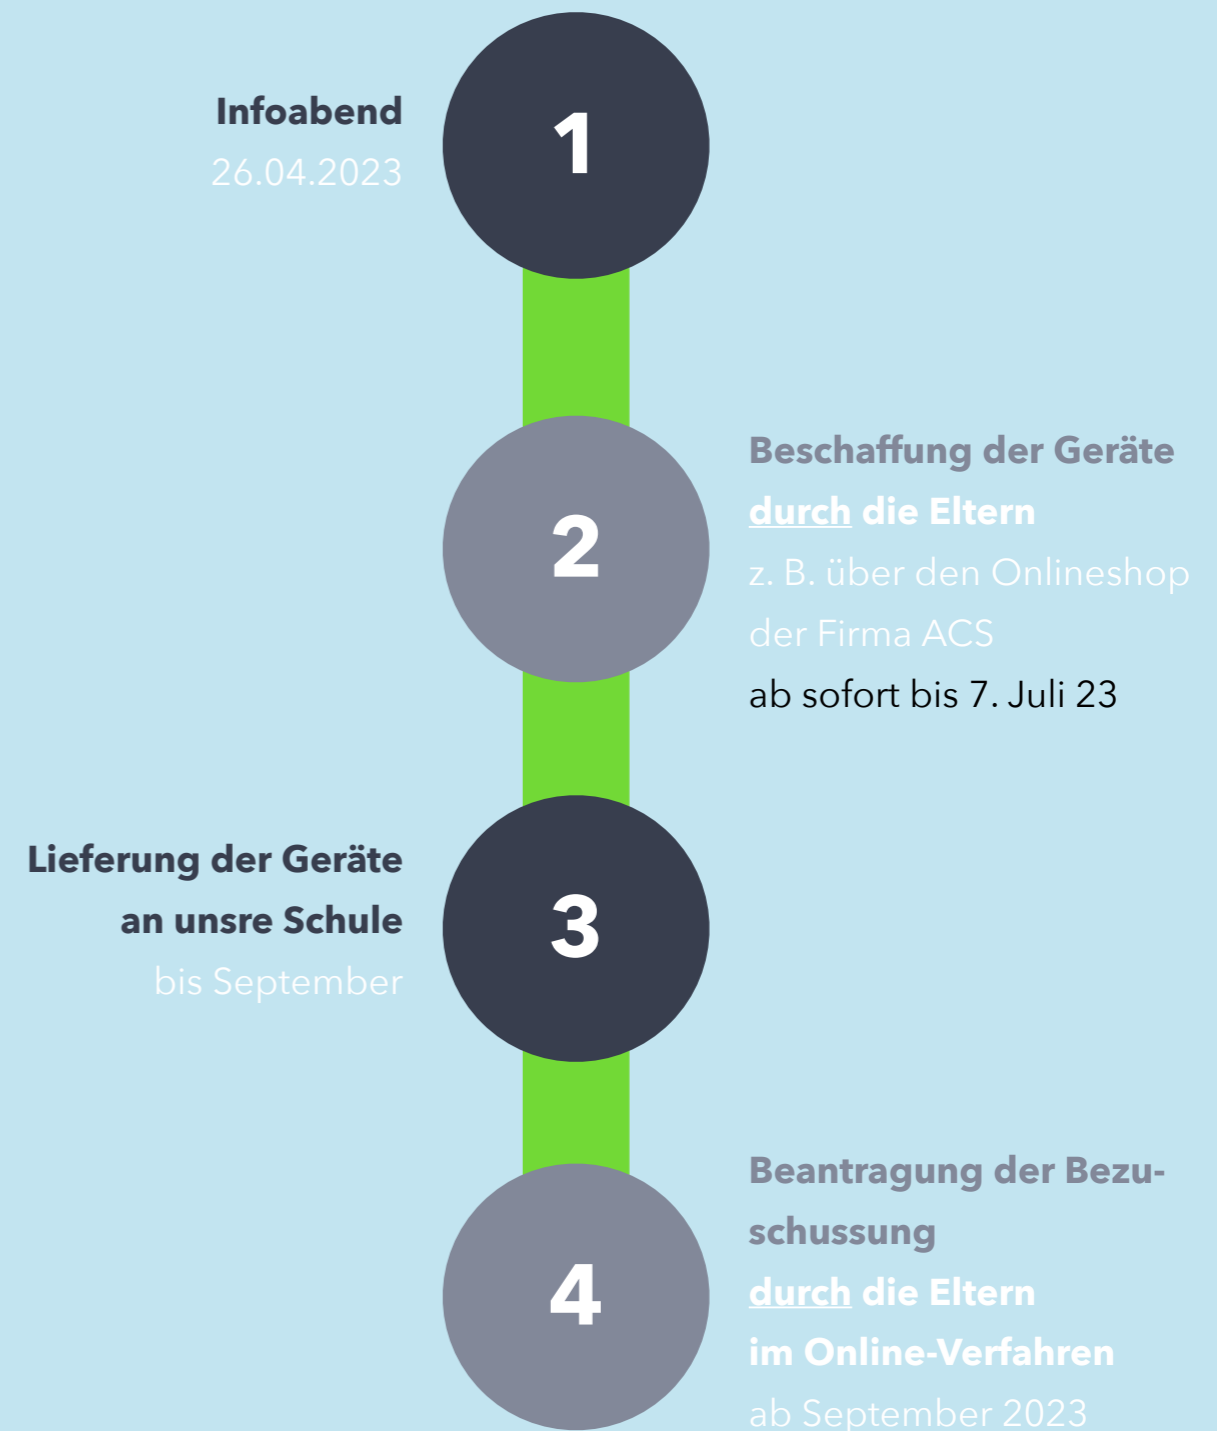 1
Infoabend
26.04.2023
2
Beschaffung der Geräte
durch die Eltern
z. B. über den Onlineshop
der Firma ACS
ab sofort bis 7. Juli 23
3
Lieferung der Geräte
an unsre Schule
bis September
4
Beantragung der Bezu-
schussung
durch die Eltern
im Online-Verfahren
ab September 2023